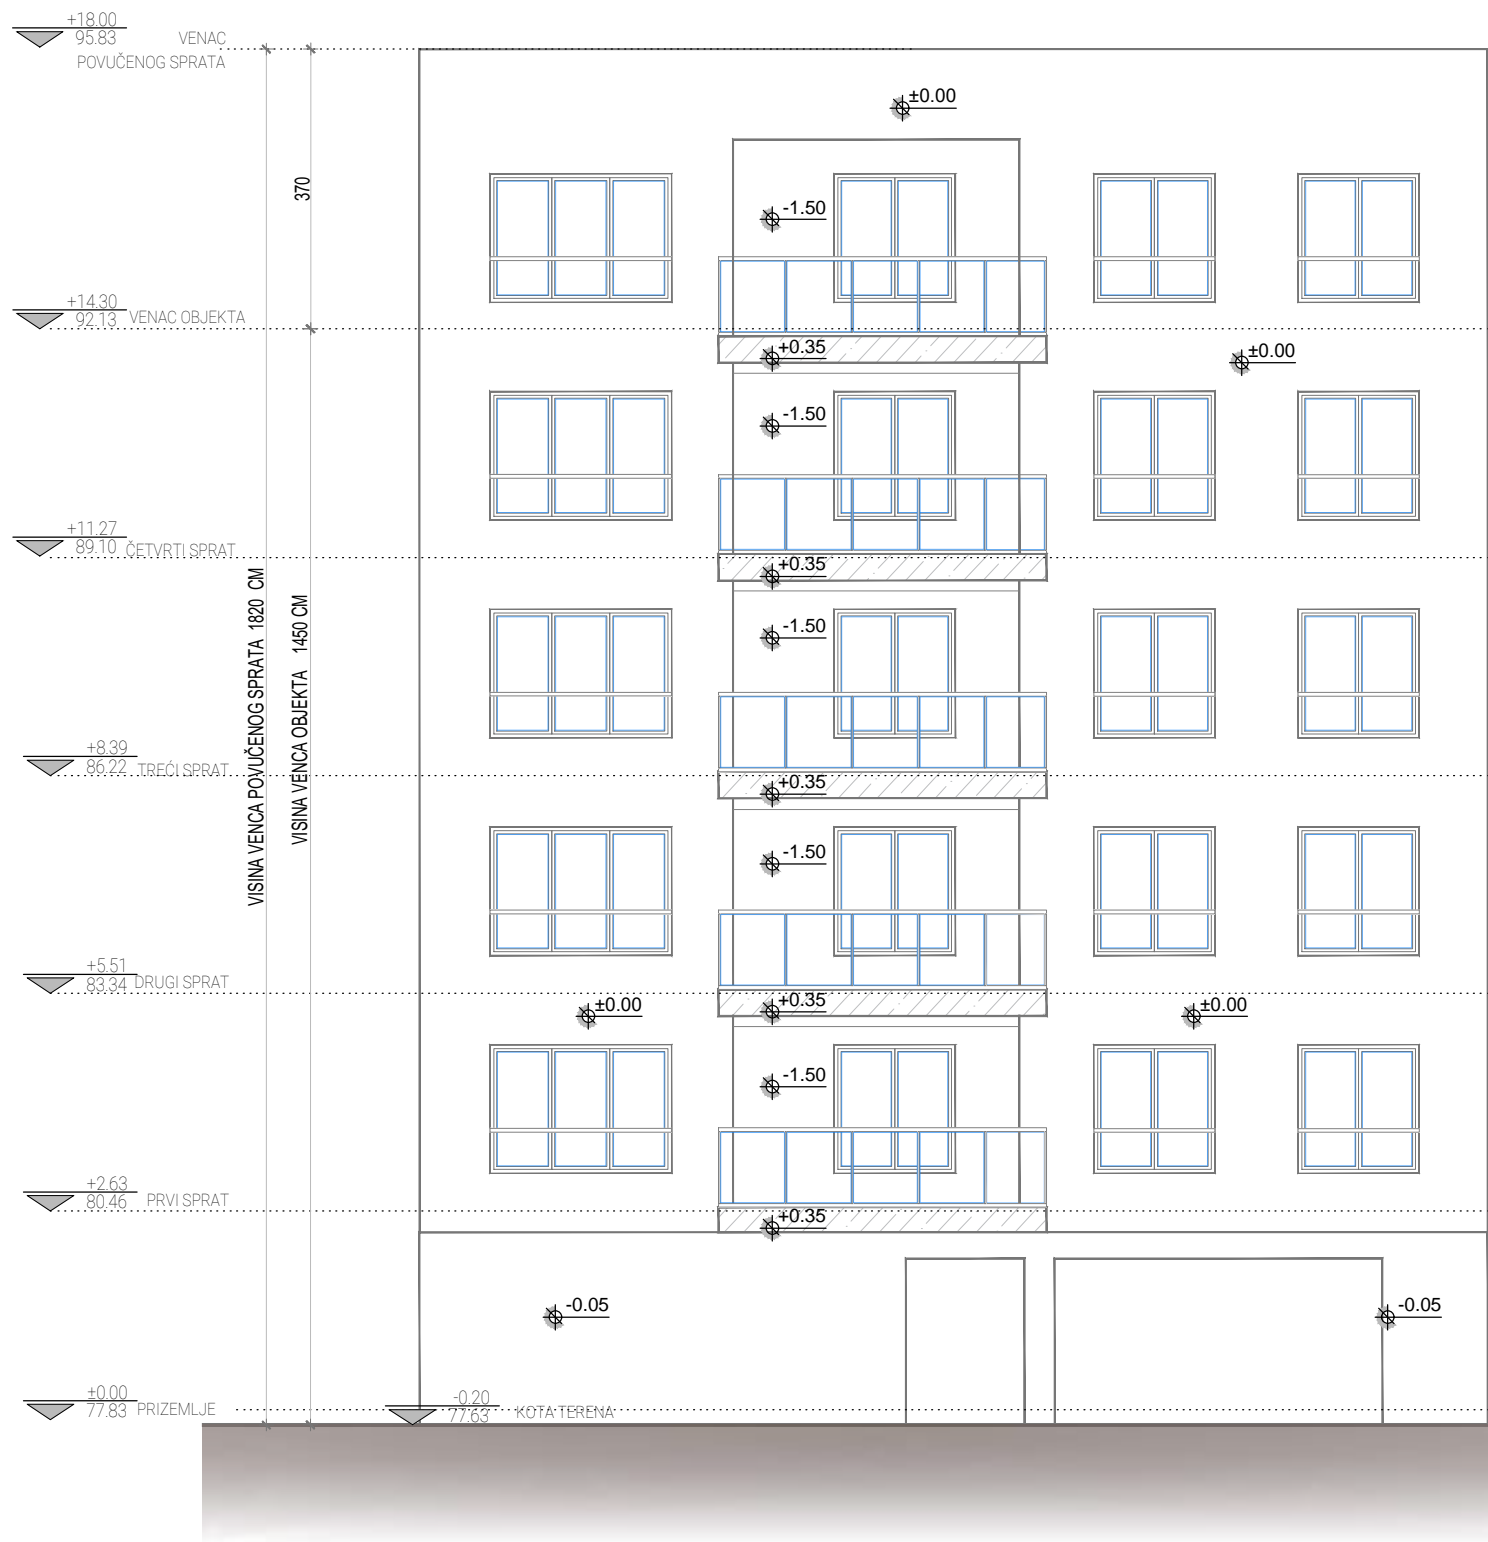 +18.00
95.83 VENAC
POVUČENOG SPRATA
±0.00
370
-1.50
+14.30
92.13 VENAC OBJEKTA
+0.35
±0.00
-1.50
+11.27
89.10 ČETVRTI SPRAT
+0.35
VISINA VENCA POVUČENOG SPRATA 1820 CM
VISINA VENCA OBJEKTA 1450 CM
-1.50
+8.39
86.22 TREĆI SPRAT
+0.35
-1.50
+5.51
83.34 DRUGI SPRAT
±0.00
+0.35
±0.00
-1.50
+2.63
80.46 PRVI SPRAT
+0.35
-0.05
-0.05
±0.00
77.83 PRIZEMLJE
-0.20
77.63 KOTA TERENA